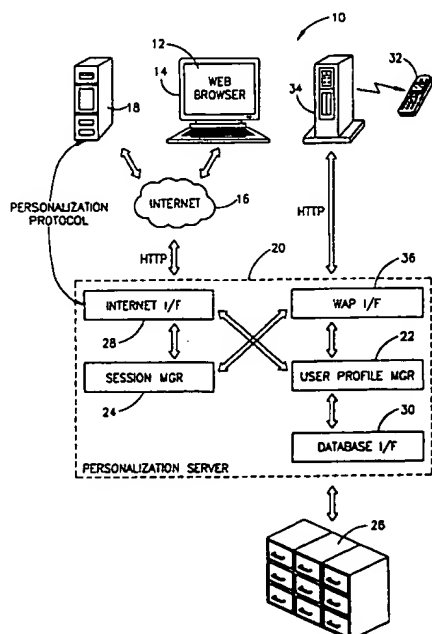 10
12
32
14
WEB
BROWSER
34
18
PERSONALIZATION
PROTOCOL
INTERNET
16
HTTP
HTTP
20
36
INTERNET I/F
WAP I/F
28
22
SESSION MGR
USER PROFILE MGR
24
30
DATABASE I/F
PERSONALIZATION SERVER
26